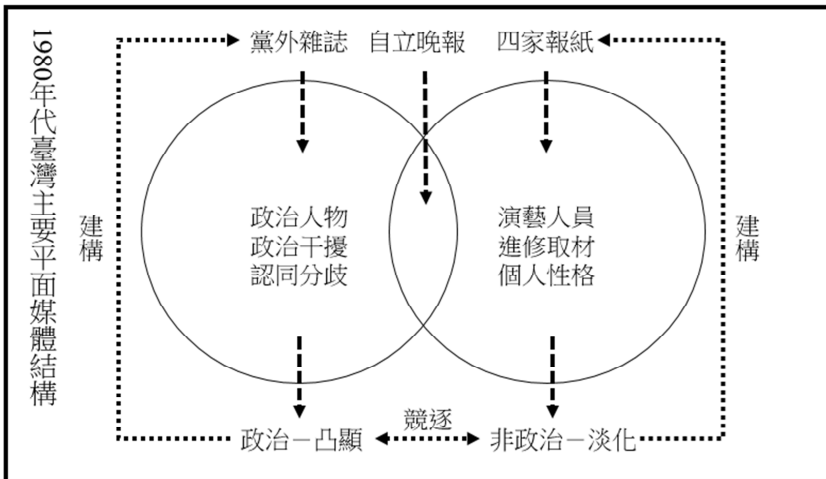 1980年代臺灣主要平面媒體結構
黨外雜誌
自立晚報
四家報紙
建構
政治人物
政治干擾
認同分歧
演藝人員
進修取材
個人性格
建構
政治－凸顯
競逐
非政治－淡化